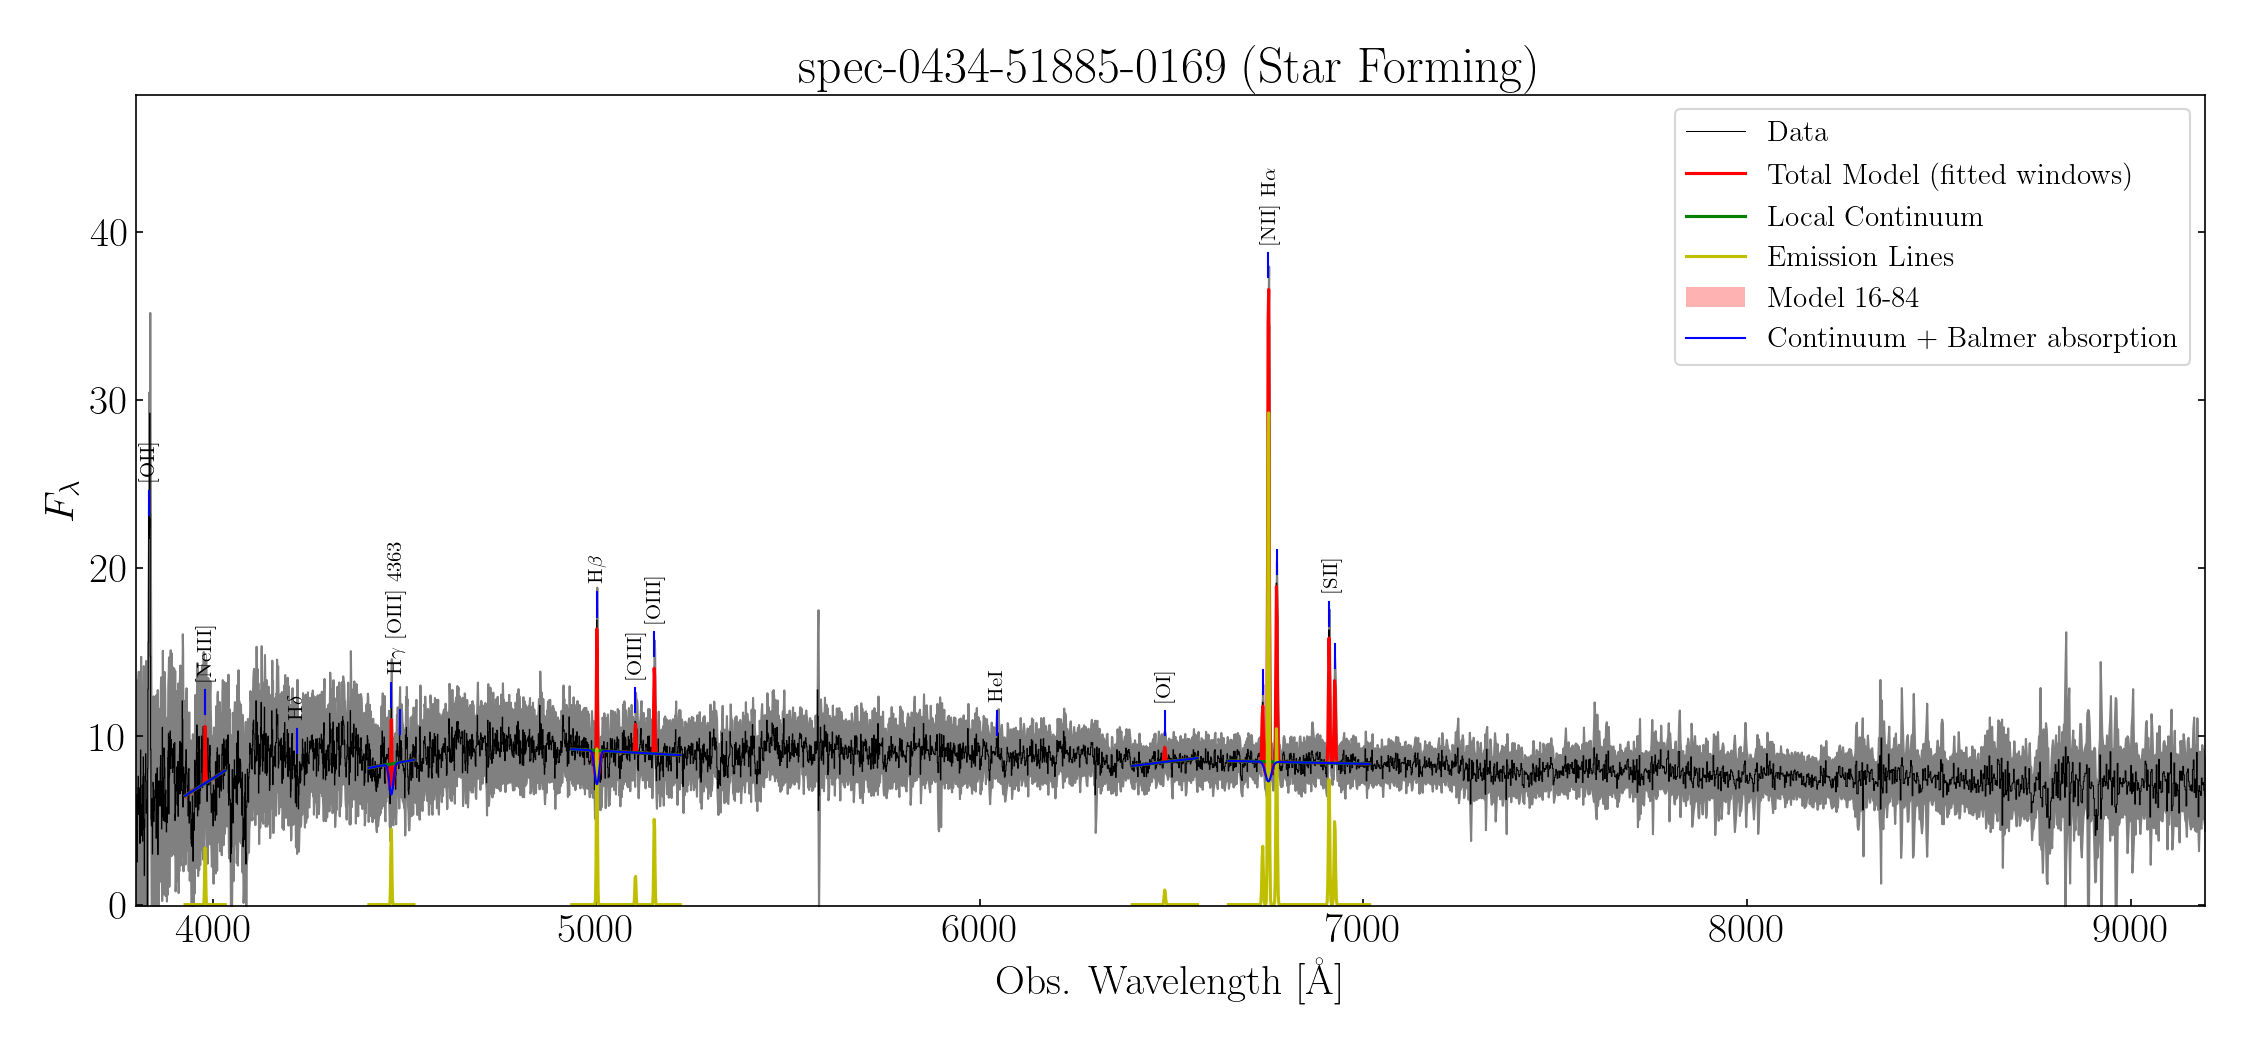 spec-0434-51885-0169 (Star Forming)
Data
Total Model (fitted windows)
Local Continuum
Emission Lines
Model 16-84
Continuum + Balmer absorption
[OII]
[NeIII]
Hδ
Hγ [OIII] 4363
Hβ
[OIII]
[OIII]
HeI
[OI]
[NII] Hα
[SII]
40
30
20
10
0
Fλ
4000
5000
6000
7000
8000
9000
Obs. Wavelength [Å]